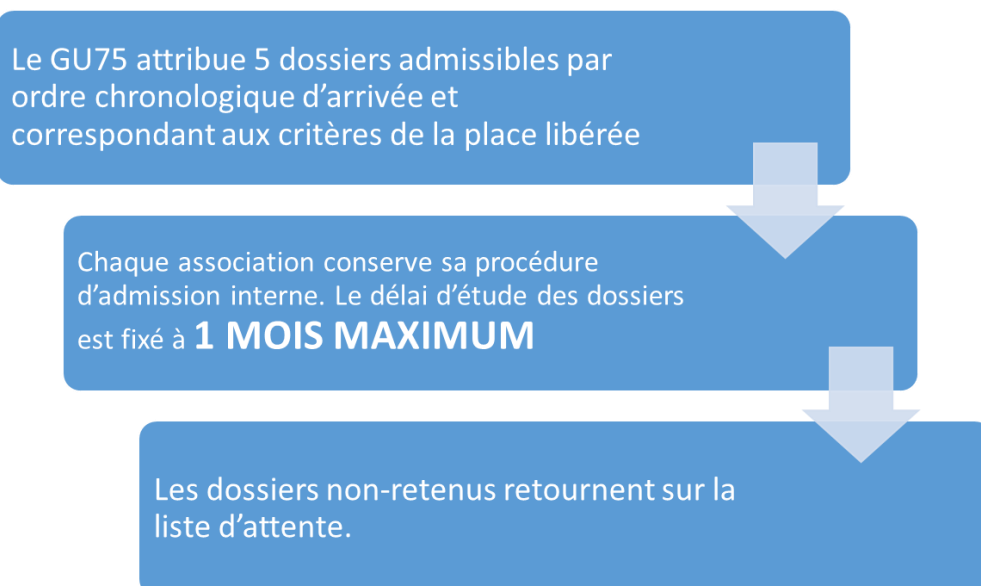 Le GU75 attribue 5 dossiers admissibles par
ordre chronologique d’arrivée et
correspondant aux critères de la place libérée
Chaque association conserve sa procédure
d’admission interne. Le délai d’étude des dossiers
est fixé à 1 MOIS MAXIMUM
Les dossiers non-retenus retournent sur la
liste d’attente.